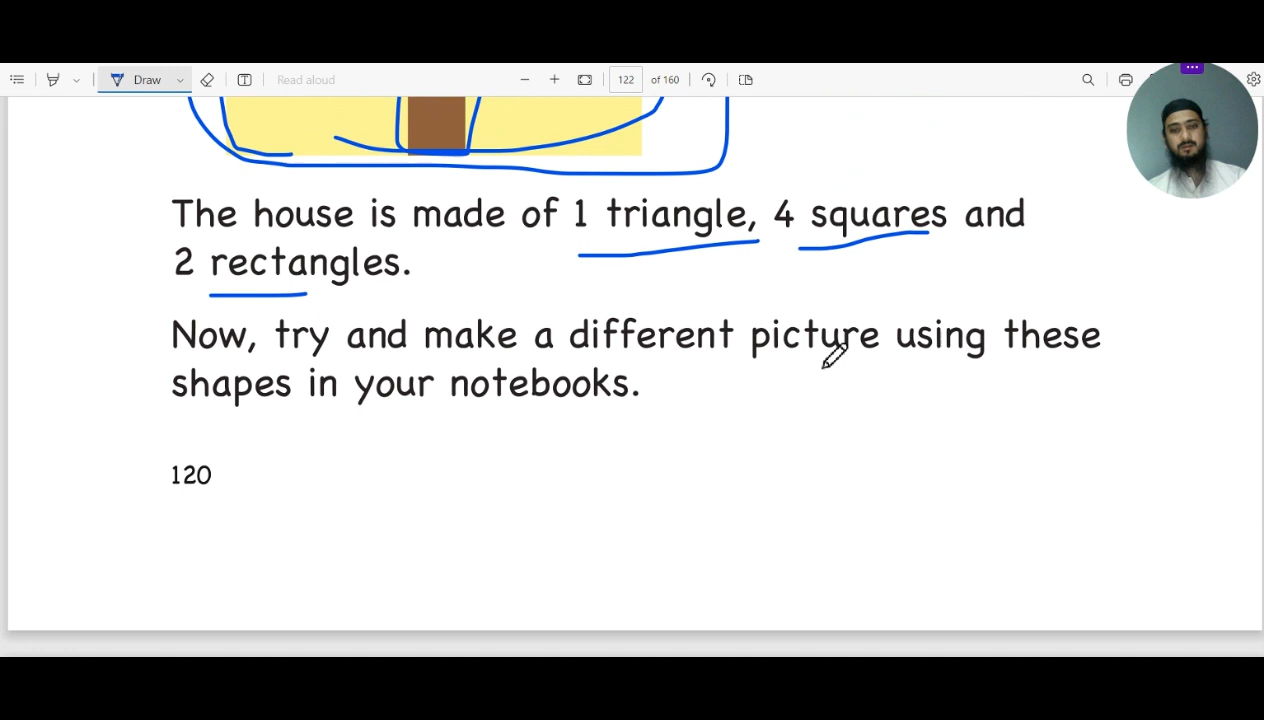 Draw
Read aloud
122
of 160
The house is made of 1 triangle, 4 squares and
2 rectangles.
Now, try and make a different picture using these
shapes in your notebooks.
120